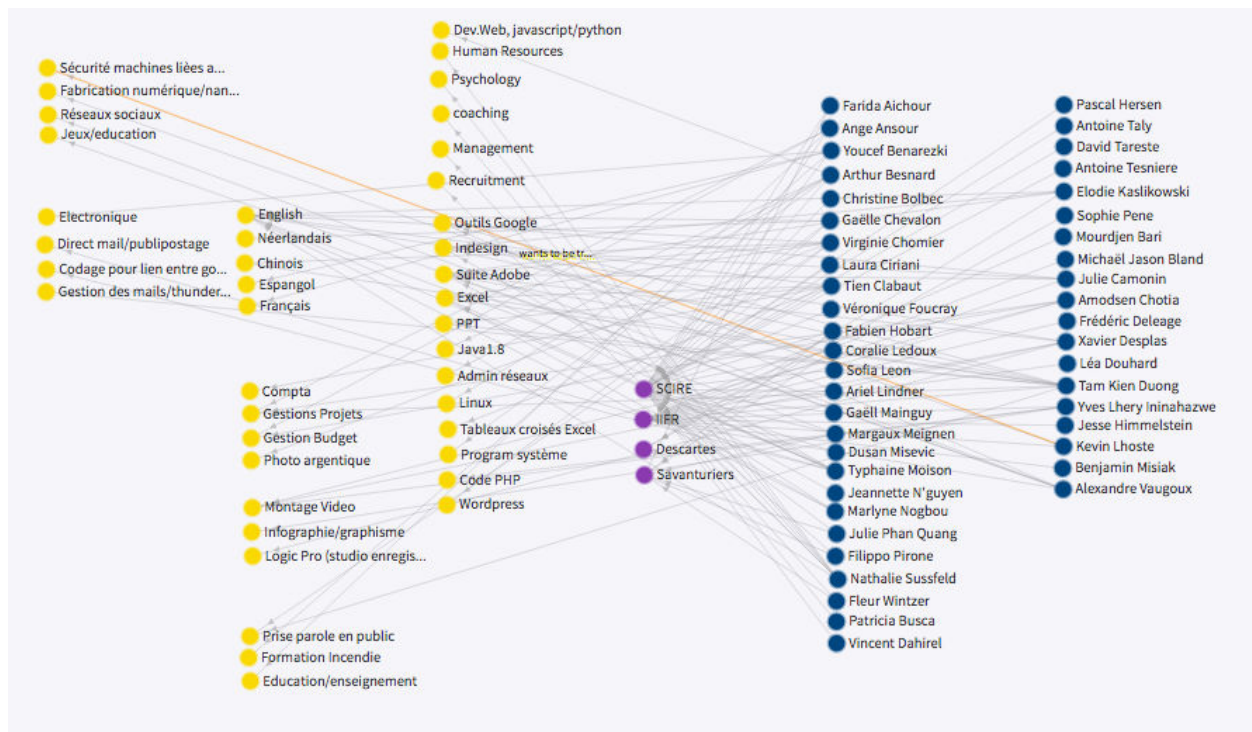 Sécurité machines lièes a...
Fabrication numérique/nan...
Réseaux sociaux
Jeux/education
Electronique
Direct mail/publipostage
Codage pour lien entre go...
Gestion des mails/thunder...
English
Néerlandais
Chinois
Espangol
Français
Compta
Gestions Projets
Gestion Budget
Photo argentique
Montage Video
Infographie/graphisme
Logic Pro (studio enregis...
Prise parole en public
Formation Incendie
Education/enseignement
Dev.Web, javascript/python
Human Resources
Psychology
coaching
Management
Recruitment
Outils Google
Indesign
wants to be tr...
Suite Adobe
Excel
PPT
Java1.8
Admin réseaux
Linux
Tableaux croisés Excel
Program système
Code PHP
Wordpress
SCIRE
IIFR
Descartes
Savanturiers
Farida Aichour
Ange Ansour
Youcef Benarezki
Arthur Besnard
Christine Bolbec
Gaëlle Chevalon
Virginie Chomier
Laura Ciriani
Tien Clabaut
Véronique Foucray
Fabien Hobart
Coralie Ledoux
Sofia Leon
Ariel Lindner
Gaëll Mainguy
Margaux Meignen
Dusan Misevic
Typhaine Moison
Jeannette N'guyen
Marlyne Nogbou
Julie Phan Quang
Filippo Pirone
Nathalie Sussfeld
Fleur Wintzer
Patricia Busca
Vincent Dahirel
Pascal Hersen
Antoine Taly
David Tareste
Antoine Tesniere
Elodie Kaslikowski
Sophie Pene
Mourdjen Bari
Michaël Jason Bland
Julie Camonin
Amodsen Chotia
Frédéric Deleage
Xavier Desplas
Léa Douhard
Tam Kien Duong
Yves Lhery Ininahazwe
Jesse Himmelstein
Kevin Lhoste
Benjamin Misiak
Alexandre Vaugoux